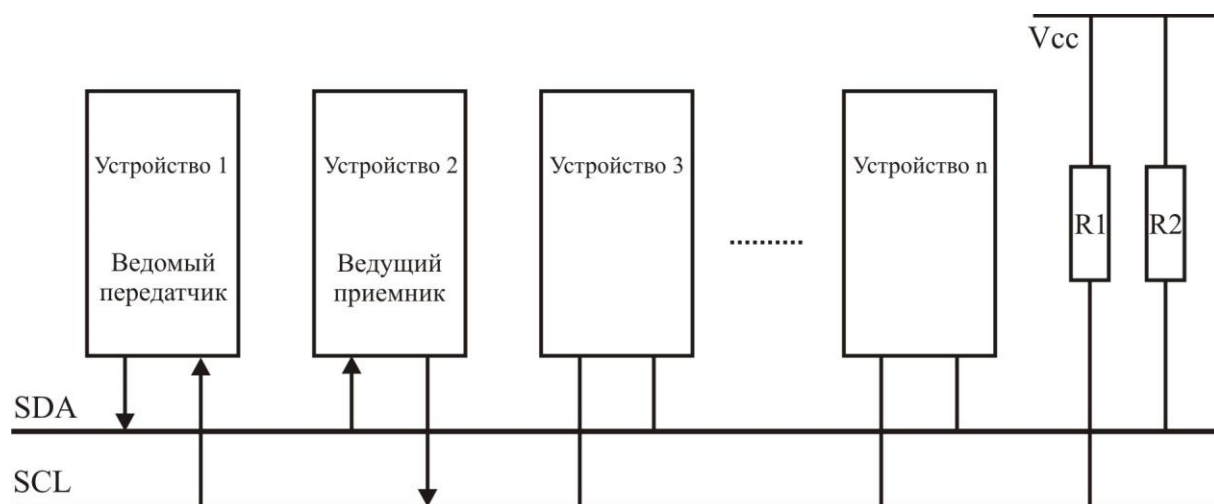 Vcc
Устройство 1
Устройство 2
Устройство 3
Устройство n
..........
R1
R2
Ведомый
передатчик
Ведущий
приемник
SDA
SCL